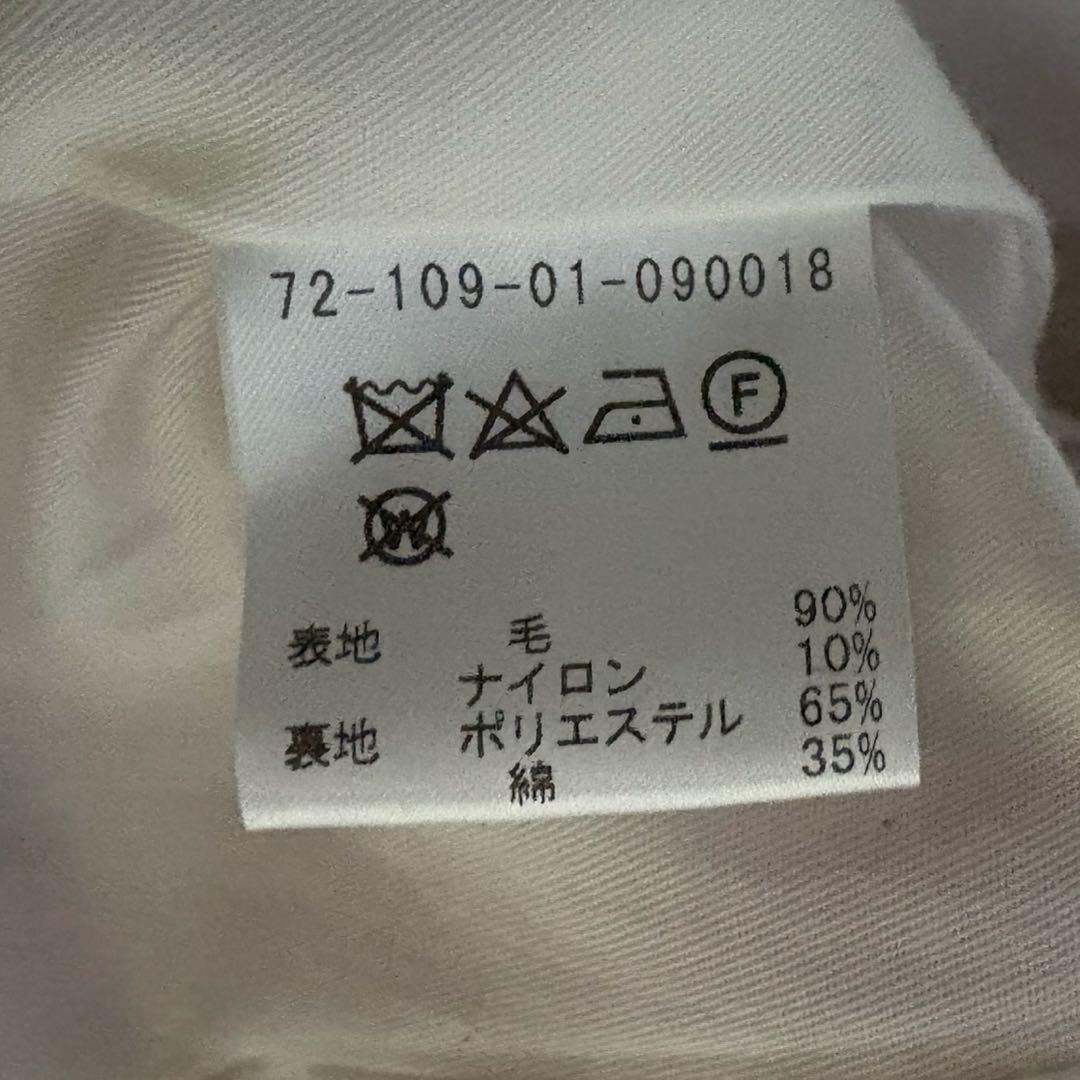 72-109-01-090018
F
W
表地 毛 90%
ナイロン 10%
裏地 ポリエステル 65%
綿 35%